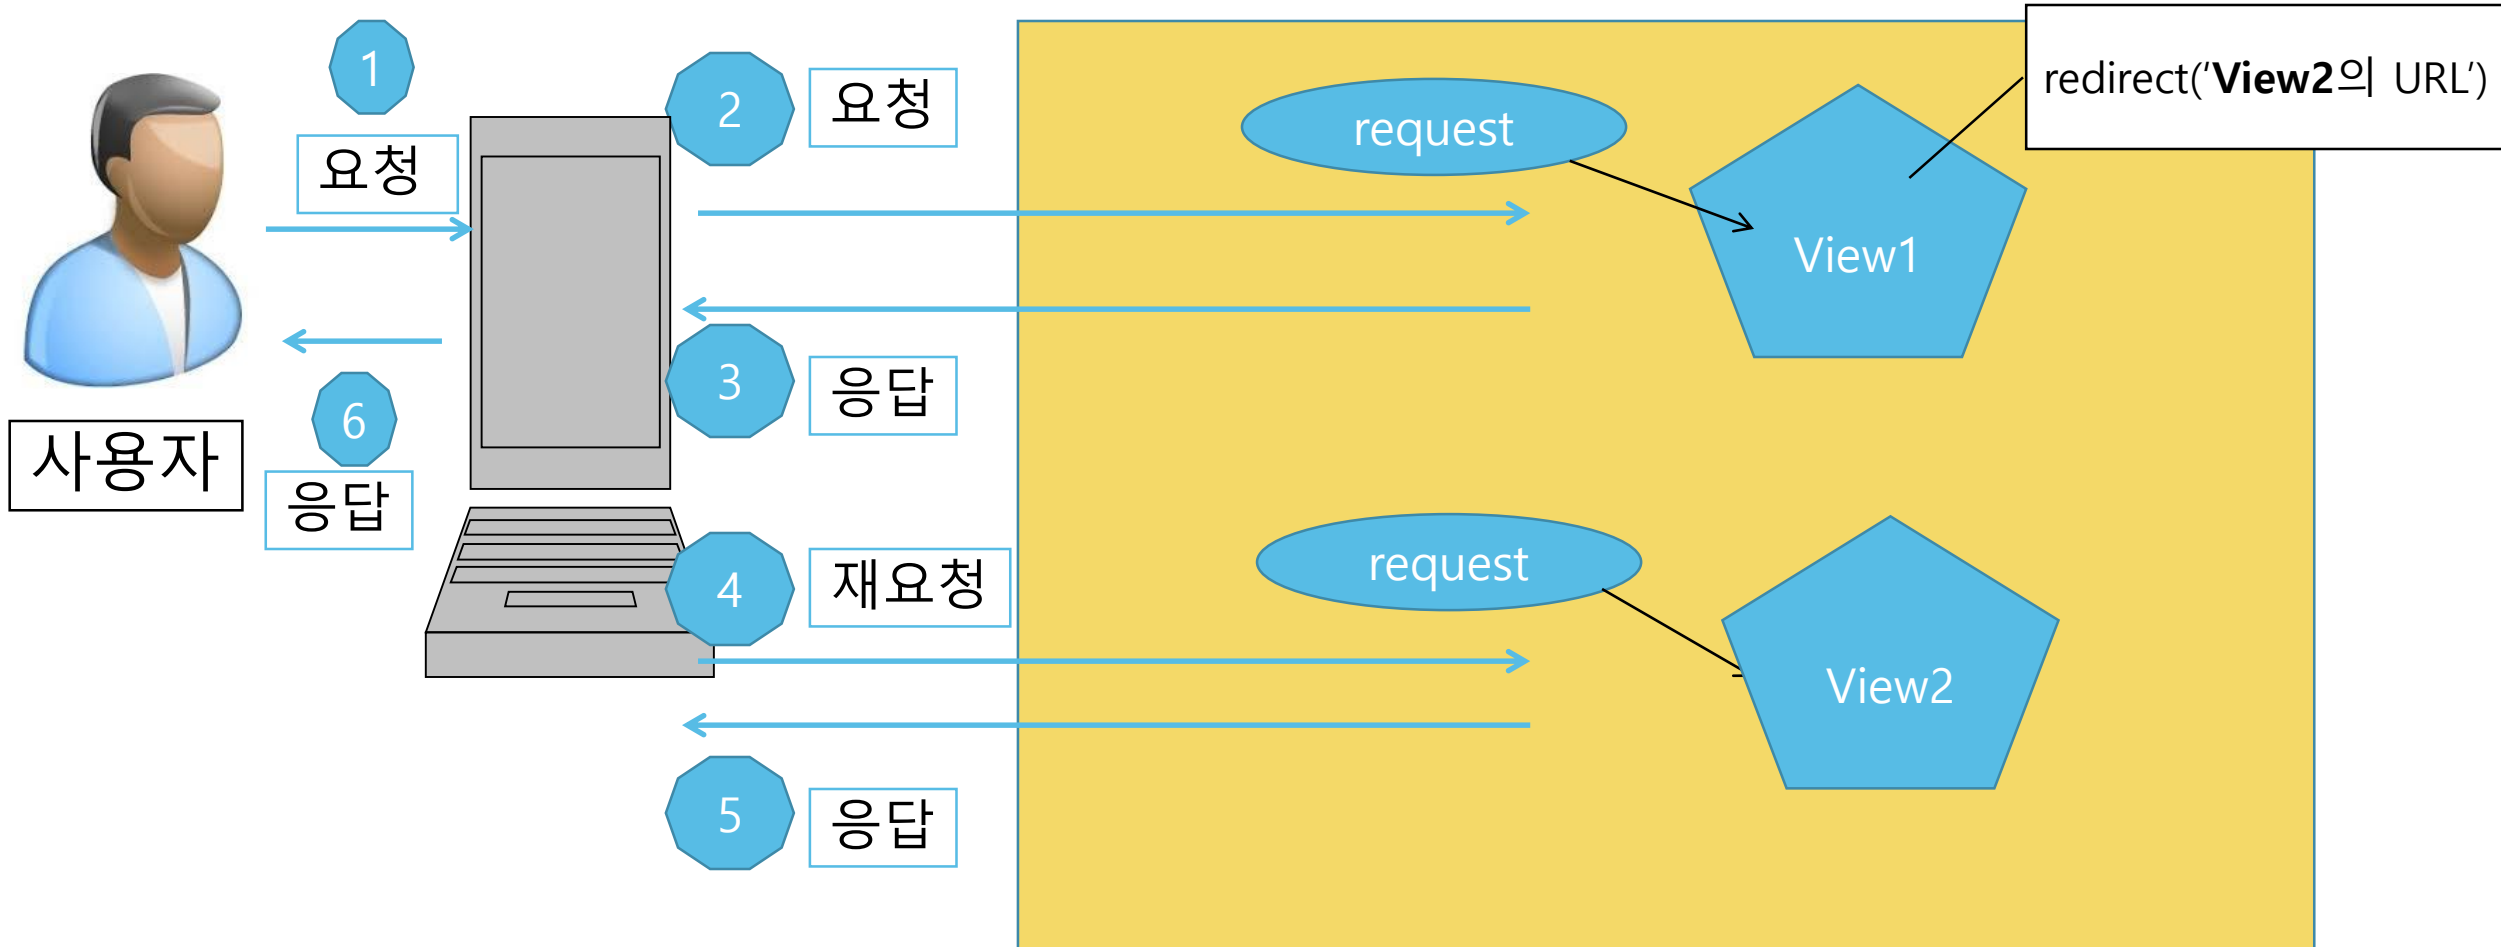 1
요청
2
요청
request
View1
redirect(‘View2의 URL’)
3
응답
6
응답
사용자
4
재요청
request
View2
5
응답